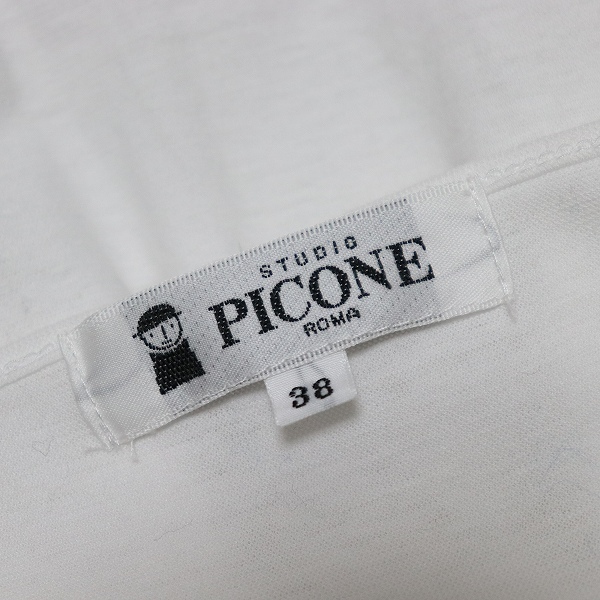 STUDIO
PICONE
ROMA
38